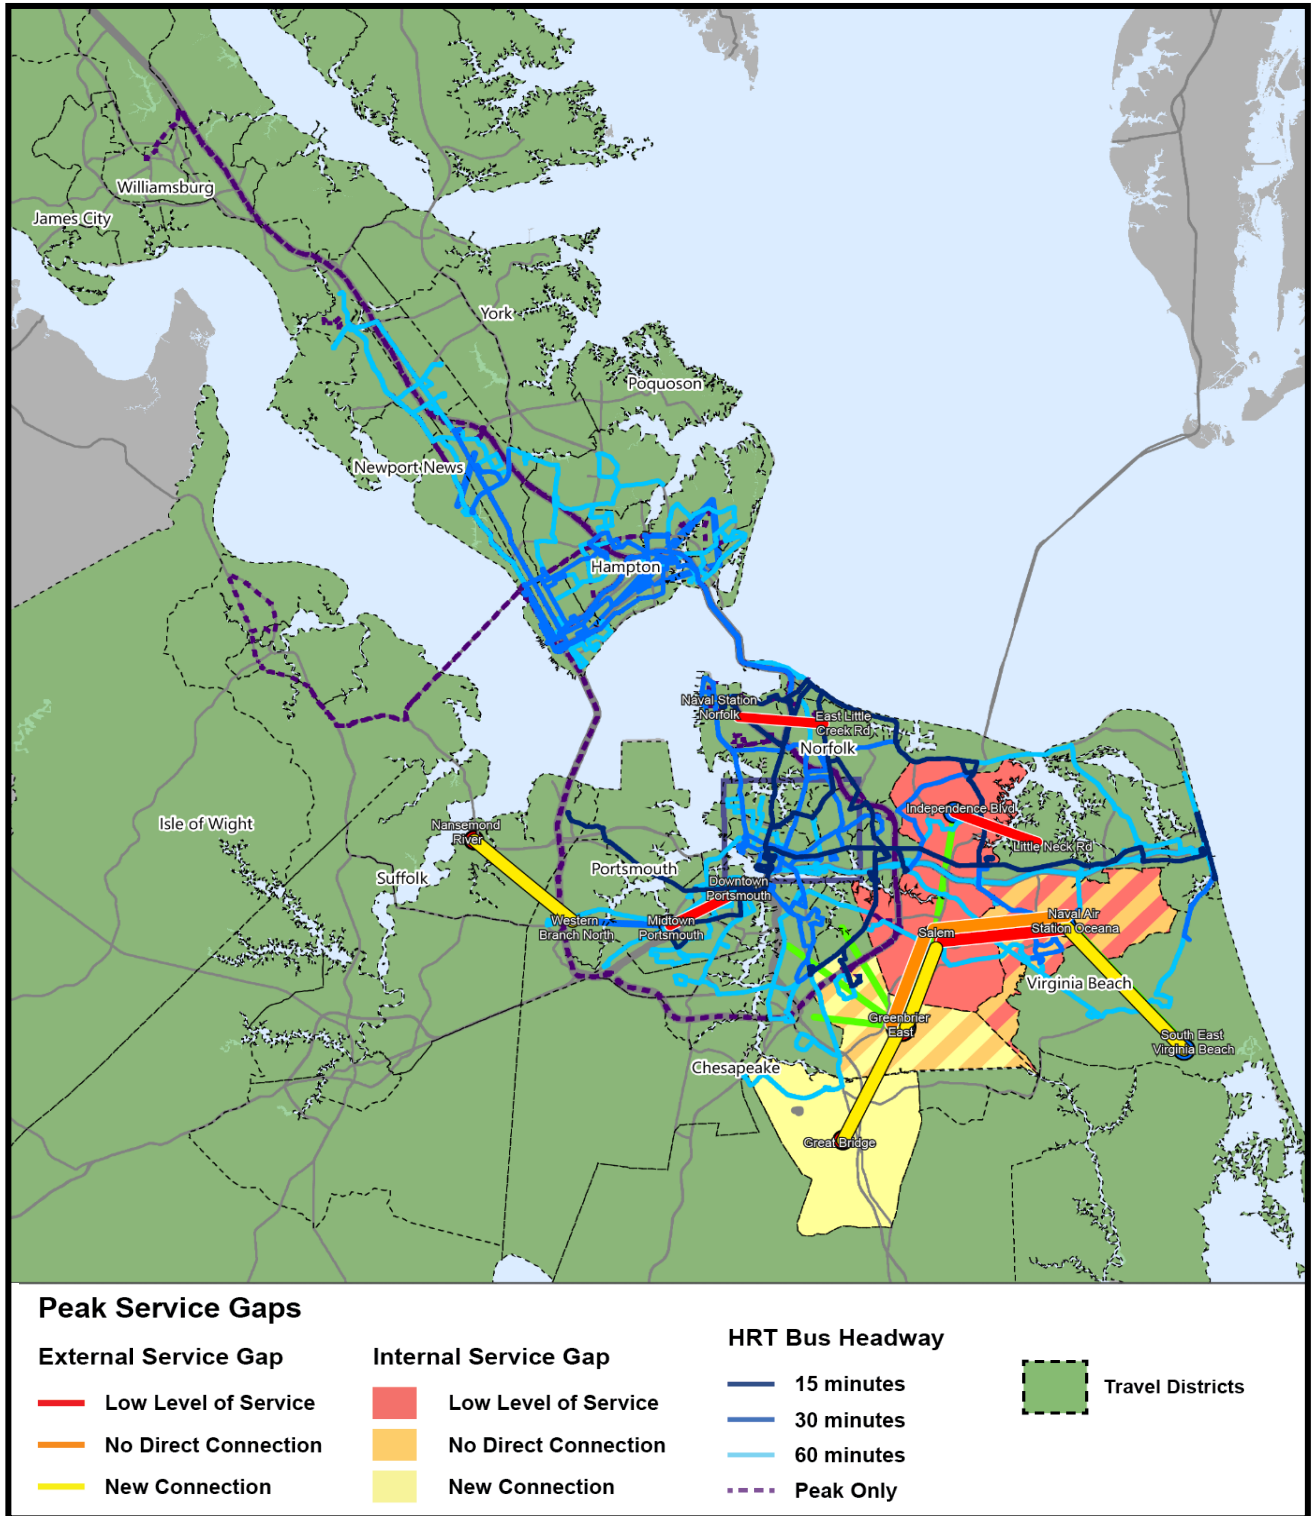 Williamsburg
James City
York
Poquoson
Newport News
Hampton
Naval Station
Norfolk
East Little
Creek Rd
Norfolk
Isle of Wight
Nansemond
River
Independence Blvd
Little Neck Rd
Portsmouth
Suffolk
Downtown
Portsmouth
Western
Branch North
Midtown
Portsmouth
Salem
Naval Air
Station Oceana
Virginia Beach
Greenbrier
East
South East
Virginia Beach
Chesapeake
Great Bridge
Peak Service Gaps
External Service Gap
Low Level of Service
No Direct Connection
New Connection
Internal Service Gap
Low Level of Service
No Direct Connection
New Connection
HRT Bus Headway
15 minutes
30 minutes
60 minutes
Peak Only
Travel Districts